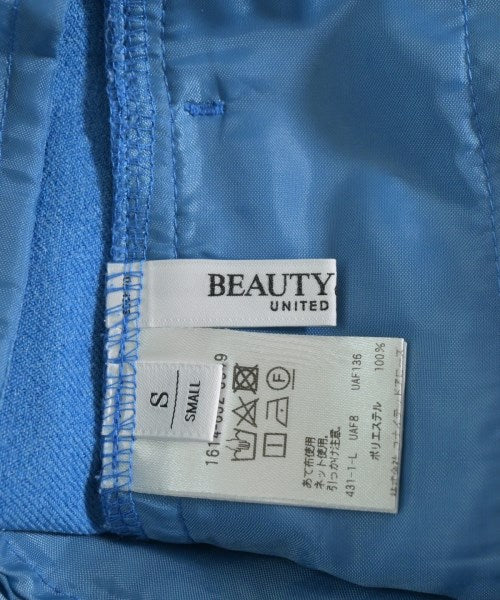 BEAUTY
UNITED
S
SMALL
あて布使用
ネット使用
引っかけ注意。
431-1-L UAF8 UAF136
ポリエステル 100%